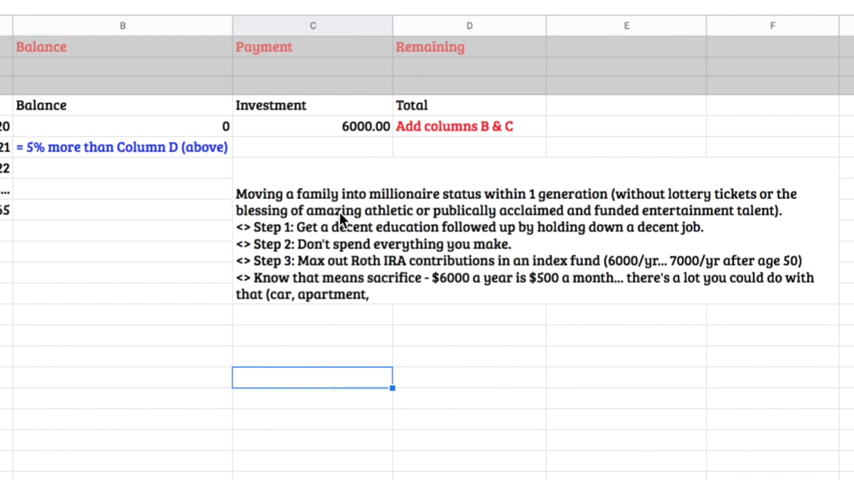 B C D E F
Balance Payment Remaining
Balance Investment Total
20 0 6000.00 Add columns B & C
21 = 5% more than Column D (above)
22
...
65
Moving a family into millionaire status within 1 generation (without lottery tickets or the
blessing of amazing athletic or publically acclaimed and funded entertainment talent).
<> Step 1: Get a decent education followed up by holding down a decent job.
<> Step 2: Don't spend everything you make.
<> Step 3: Max out Roth IRA contributions in an index fund (6000/yr... 7000/yr after age 50)
<> Know that means sacrifice - $6000 a year is $500 a month... there's a lot you could do with
that (car, apartment,